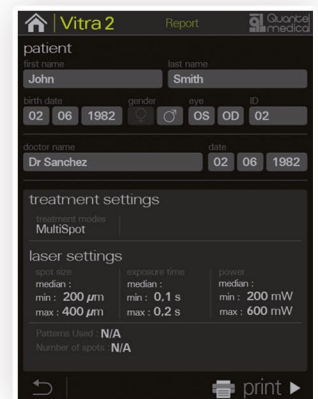 Vitra 2 Report Quantel medical
patient
first name last name
John Smith
birth date gender eye ID
02 06 1982 OS OD 02
doctor name date
Dr Sanchez 02 06 1982
treatment settings
treatment modes
MultiSpot
laser settings
spot size exposure time power
median : median : median :
min : 200 µm min : 0,1 s min : 200 mW
max : 400 µm max : 0,2 s max : 600 mW
Patterns Used : N/A
Number of spots : N/A
print